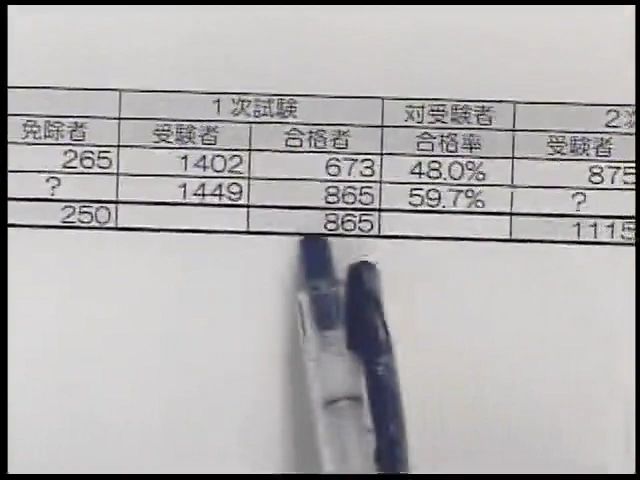 1次試験 対受験者 2
免除者 受験者 合格者 合格率 受験者
265 1402 673 48.0% 875
? 1449 865 59.7% ?
250 865 1115